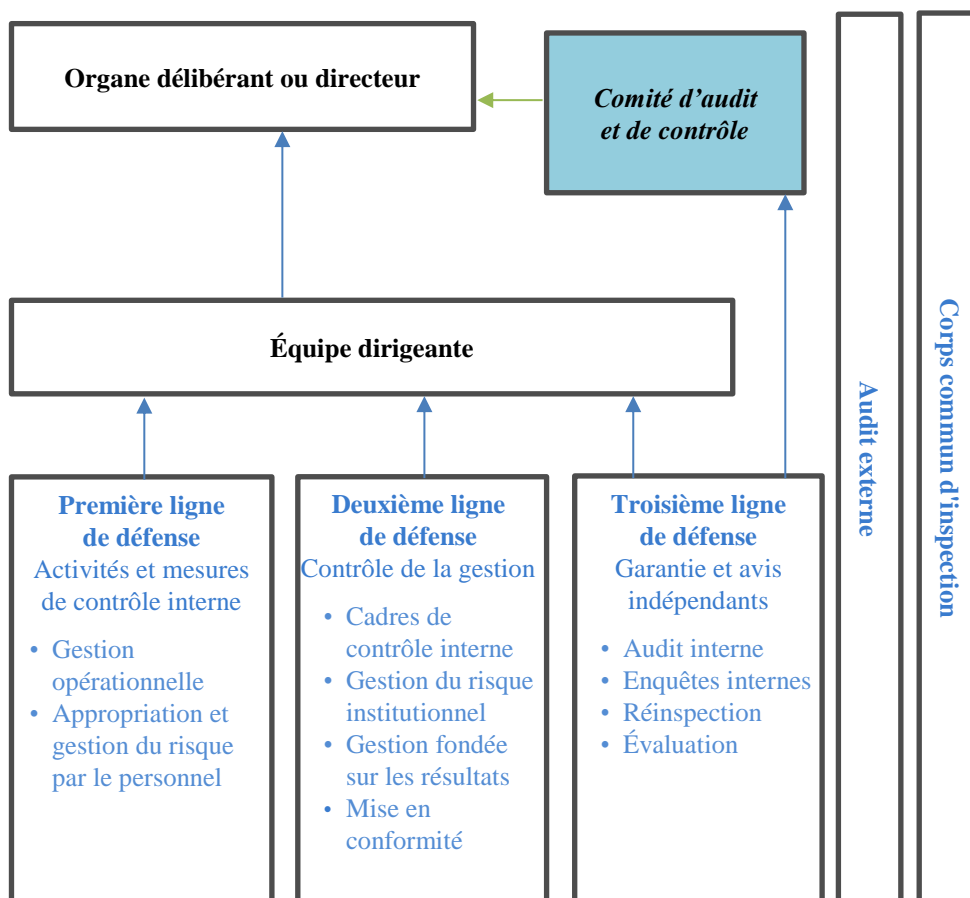 Organe délibérant ou directeur
Comité d'audit
et de contrôle
Équipe dirigeante
Première ligne
de défense
Activités et mesures
de contrôle interne
• Gestion
opérationnelle
• Appropriation et
gestion du risque
par le personnel
Deuxième ligne
de défense
Contrôle de la gestion
• Cadres de
contrôle interne
• Gestion du risque
institutionnel
• Gestion fondée
sur les résultats
• Mise en
conformité
Troisième ligne
de défense
Garantie et avis
indépendants
• Audit interne
• Enquêtes internes
• Réinspection
• Évaluation
Audit externe
Corps commun d'inspection